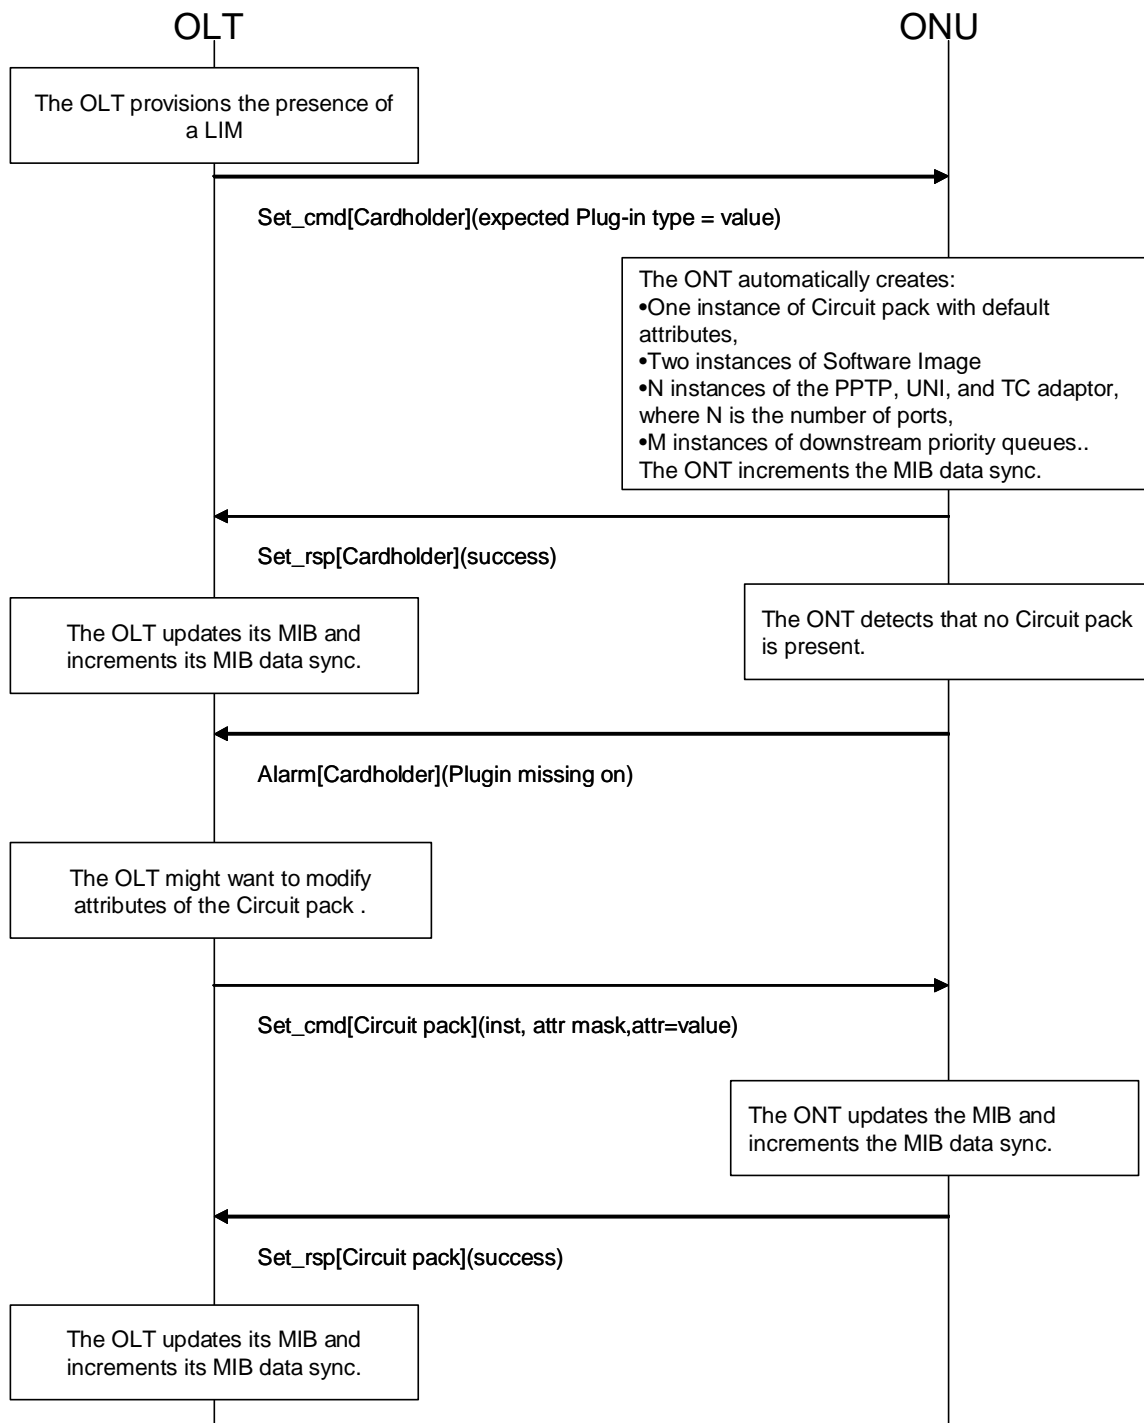 OLT
ONU
The OLT provisions the presence of
a LIM
Set_cmd[Cardholder](expected Plug-in type = value)
The ONT automatically creates:
•One instance of Circuit pack with default
attributes,
•Two instances of Software Image
•N instances of the PPTP, UNI, and TC adaptor,
where N is the number of ports,
•M instances of downstream priority queues..
The ONT increments the MIB data sync.
Set_rsp[Cardholder](success)
The OLT updates its MIB and
increments its MIB data sync.
The ONT detects that no Circuit pack
is present.
Alarm[Cardholder](Plugin missing on)
The OLT might want to modify
attributes of the Circuit pack .
Set_cmd[Circuit pack](inst, attr mask,attr=value)
The ONT updates the MIB and
increments the MIB data sync.
Set_rsp[Circuit pack](success)
The OLT updates its MIB and
increments its MIB data sync.